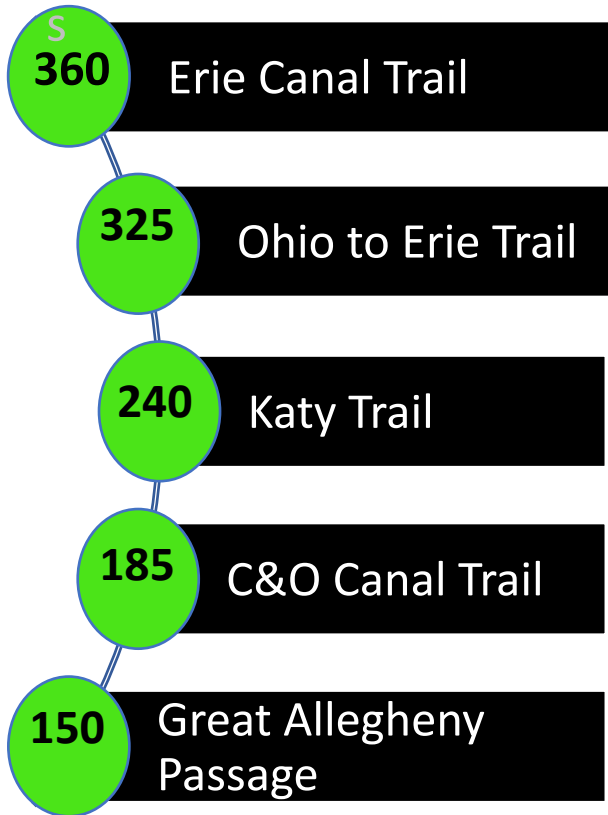 S
360
Erie Canal Trail
325
Ohio to Erie Trail
240
Katy Trail
185
C&O Canal Trail
150
Great Allegheny
Passage